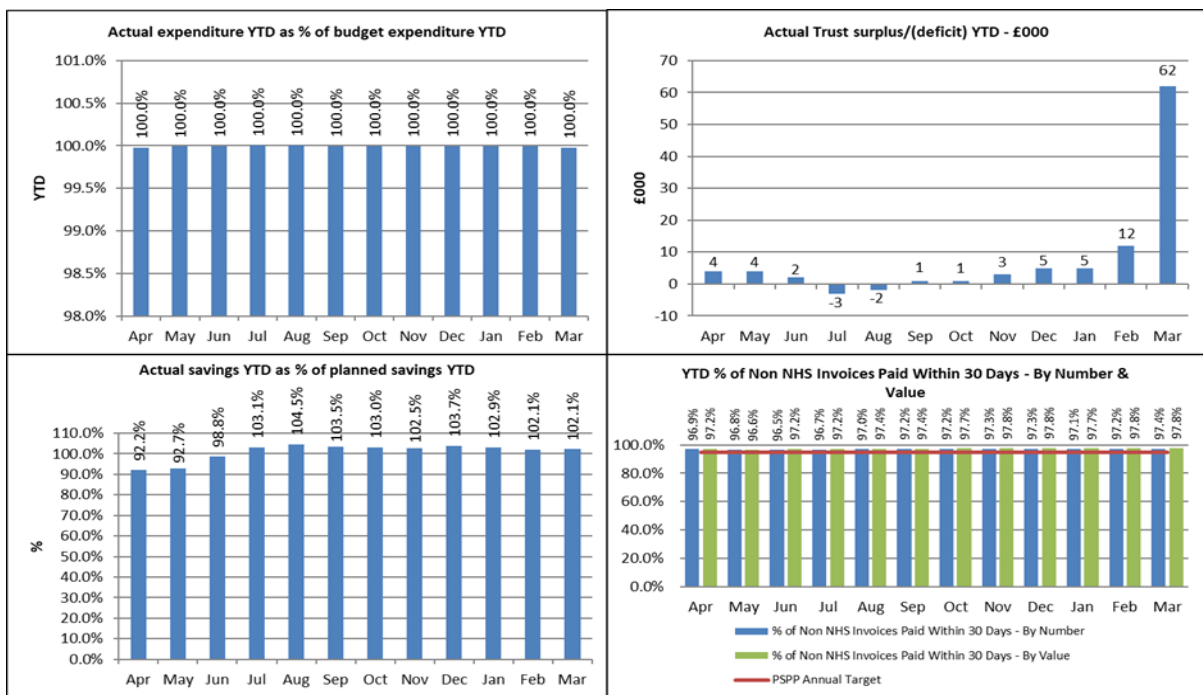 Actual expenditure YTD as % of budget expenditure YTD
101.0%
100.5%
100.0%
99.5%
99.0%
98.5%
98.0%
YTD
100.0% 100.0% 100.0% 100.0% 100.0% 100.0% 100.0% 100.0% 100.0% 100.0% 100.0% 100.0%
Apr May Jun Jul Aug Sep Oct Nov Dec Jan Feb Mar
Actual Trust surplus/(deficit) YTD - £000
70
60
50
40
30
20
10
0
-10
£000
4 4 2 -3 -2 1 1 3 5 5 12 62
Apr May Jun Jul Aug Sep Oct Nov Dec Jan Feb Mar
Actual savings YTD as % of planned savings YTD
110.0%
100.0%
90.0%
80.0%
70.0%
60.0%
50.0%
40.0%
30.0%
20.0%
10.0%
0.0%
%
92.2% 92.7% 98.8% 103.1% 104.5% 103.5% 103.0% 102.5% 103.7% 102.9% 102.1% 102.1%
Apr May Jun Jul Aug Sep Oct Nov Dec Jan Feb Mar
YTD % of Non NHS Invoices Paid Within 30 Days - By Number &
Value
96.9% 97.2% 96.8% 96.6% 96.5% 97.2% 96.7% 97.2% 97.0% 97.4% 97.2% 97.4% 97.2% 97.7% 97.3% 97.8% 97.3% 97.8% 97.1% 97.7% 97.2% 97.8% 97.4% 97.8%
100.0%
80.0%
60.0%
40.0%
20.0%
0.0%
Apr May Jun Jul Aug Sep Oct Nov Dec Jan Feb Mar
% of Non NHS Invoices Paid Within 30 Days - By Number
% of Non NHS Invoices Paid Within 30 Days - By Value
PSPP Annual Target